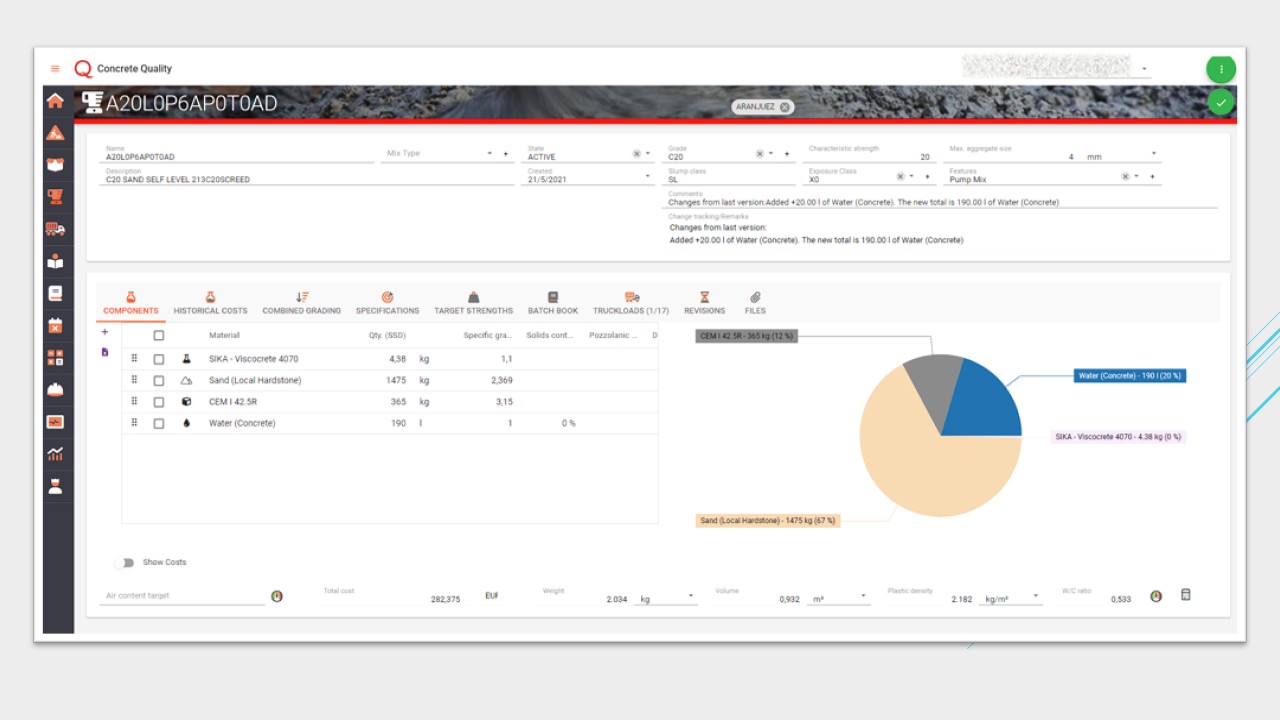 Concrete Quality
A20L0P6AP0T0AD
ARANJUEZ
Name
A20L0P6AP0T0AD
Mix Type
State
ACTIVE
Grade
C20
Characteristic strength
20
Max. aggregate size
4 mm
Description
C20 SAND SELF LEVEL 213C20SCREED
Created
21/5/2021
Slump class
SL
Exposure Class
X0
Features
Pump Mix
Comments
Changes from last version:Added +20.00 l of Water (Concrete). The new total is 190.00 l of Water (Concrete)
Change tracking/Remarks
Changes from last version:
Added +20.00 l of Water (Concrete). The new total is 190.00 l of Water (Concrete)
COMPONENTS HISTORICAL COSTS COMBINED GRADING SPECIFICATIONS TARGET STRENGTHS BATCH BOOK TRUCKLOADS (1/17) REVISIONS FILES
Material Qty. (SSD) Specific gra... Solids cont... Pozzolanic ... D
SIKA - Viscocrete 4070 4,38 kg 1,1
Sand (Local Hardstone) 1475 kg 2,369
CEM I 42.5R 365 kg 3,15
Water (Concrete) 190 l 1 0 %
CEM I 42.5R - 365 kg (12 %)
Water (Concrete) - 190 l (20 %)
SIKA - Viscocrete 4070 - 4.38 kg (0 %)
Sand (Local Hardstone) - 1475 kg (67 %)
Show Costs
Air content target
Total cost
282,375 EUF
Weight
2.034 kg
Volume
0,932 m³
Plastic density
2.182 kg/m³
W/C ratio
0,533